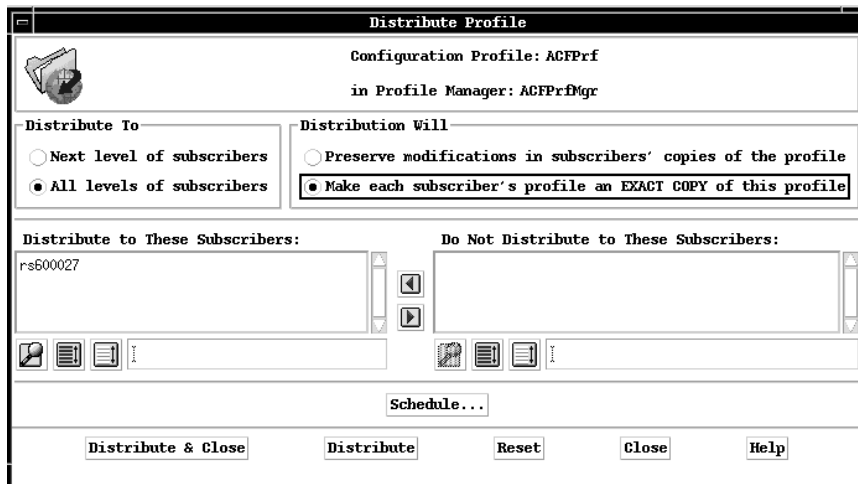 Distribute Profile
Configuration Profile: ACFPrf
in Profile Manager: ACFPrfMgr
Distribute To
Next level of subscribers
All levels of subscribers
Distribution Will
Preserve modifications in subscribers' copies of the profile
Make each subscriber's profile an EXACT COPY of this profile
Distribute to These Subscribers:
rs600027
Do Not Distribute to These Subscribers:
Schedule...
Distribute & Close
Distribute
Reset
Close
Help